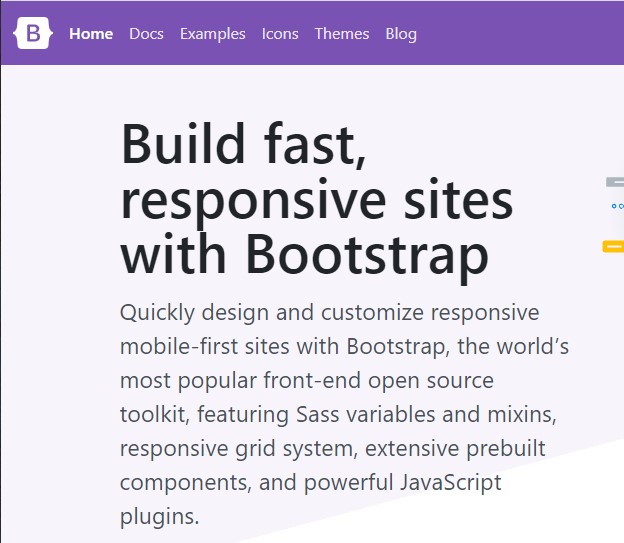 B Home Docs Examples Icons Themes Blog
Build fast,
responsive sites
with Bootstrap
Quickly design and customize responsive
mobile-first sites with Bootstrap, the world’s
most popular front-end open source
toolkit, featuring Sass variables and mixins,
responsive grid system, extensive prebuilt
components, and powerful JavaScript
plugins.